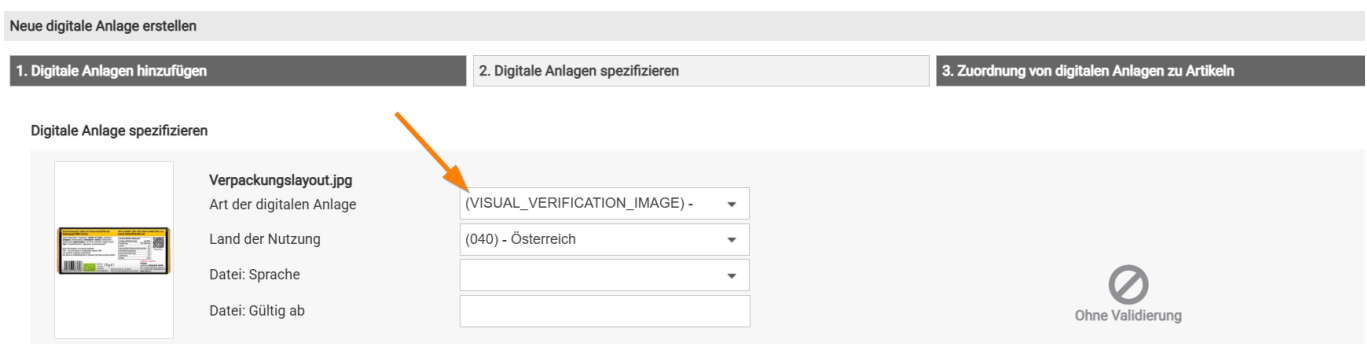 Neue digitale Anlage erstellen
1. Digitale Anlagen hinzufügen
2. Digitale Anlagen spezifizieren
3. Zuordnung von digitalen Anlagen zu Artikeln
Digitale Anlage spezifizieren
Verpackungslayout.jpg
Art der digitalen Anlage
(VISUAL_VERIFICATION_IMAGE) -
Land der Nutzung
(040) - Österreich
Datei: Sprache
Datei: Gültig ab
Ohne Validierung